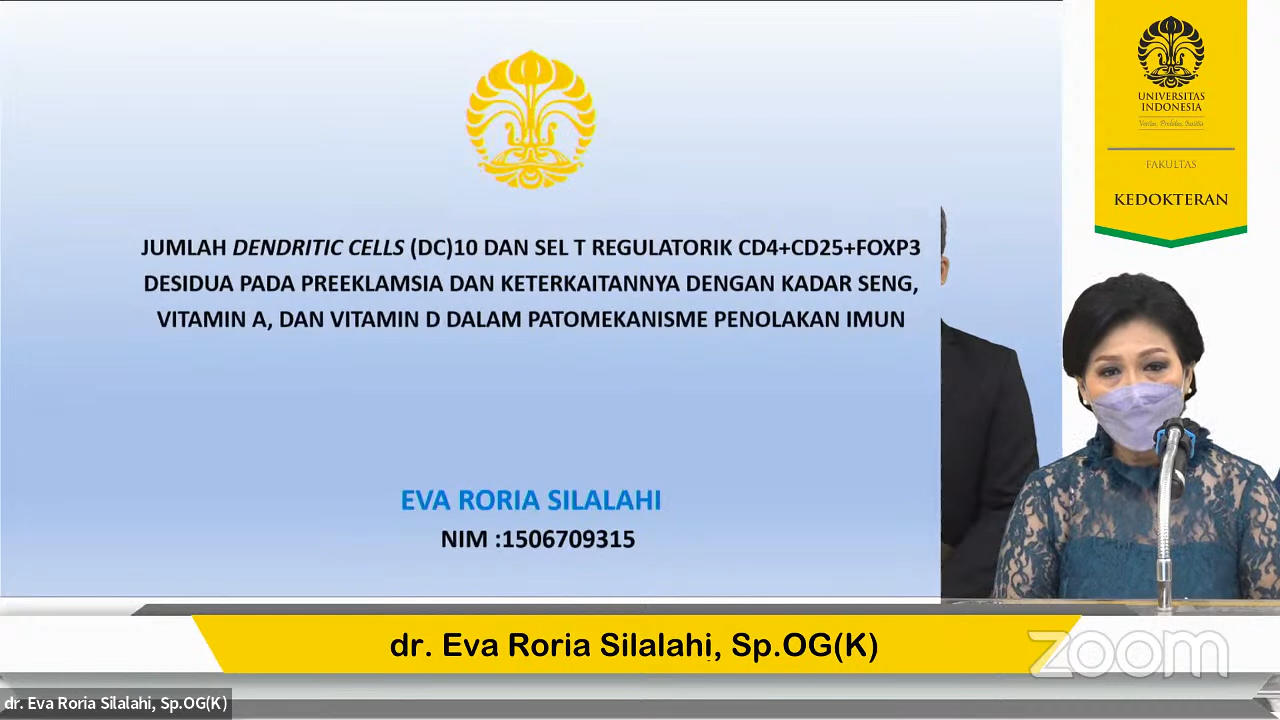 JUMLAH DENDRITIC CELLS (DC)10 DAN SEL T REGULATORIK CD4+CD25+FOXP3
DESIDUA PADA PREEKLAMSIA DAN KETERKAITANNYA DENGAN KADAR SENG,
VITAMIN A, DAN VITAMIN D DALAM PATOMEKANISME PENOLAKAN IMUN
EVA RORIA SILALAHI
NIM :1506709315
UNIVERSITAS
INDONESIA
Veritas, Probitas, Iustitia
FAKULTAS
KEDOKTERAN
dr. Eva Roria Silalahi, Sp.OG(K)
zoom
dr. Eva Roria Silalahi, Sp.OG(K)